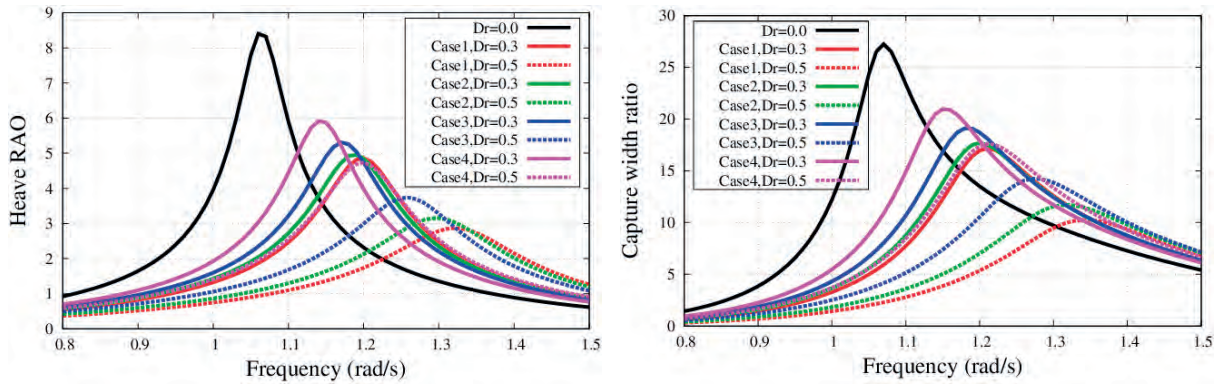 9
8
7
6
5
4
3
2
1
0
Heave RAO
Dr=0.0
Case1,Dr=0.3
Case1,Dr=0.5
Case2,Dr=0.3
Case2,Dr=0.5
Case3,Dr=0.3
Case3,Dr=0.5
Case4,Dr=0.3
Case4,Dr=0.5
0.8 0.9 1 1.1 1.2 1.3 1.4 1.5
Frequency (rad/s)
30
25
20
15
10
5
0
Capture width ratio
Dr=0.0
Case1,Dr=0.3
Case1,Dr=0.5
Case2,Dr=0.3
Case2,Dr=0.5
Case3,Dr=0.3
Case3,Dr=0.5
Case4,Dr=0.3
Case4,Dr=0.5
0.8 0.9 1 1.1 1.2 1.3 1.4 1.5
Frequency (rad/s)